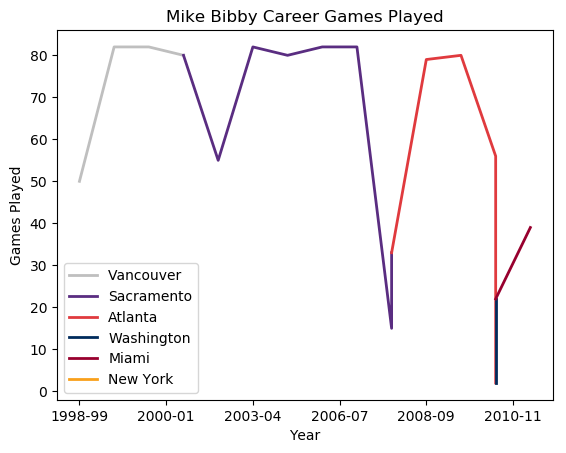 Mike Bibby Career Games Played
Games Played
80
70
60
50
40
30
20
10
0
Vancouver
Sacramento
Atlanta
Washington
Miami
New York
1998-99 2000-01 2003-04 2006-07 2008-09 2010-11
Year